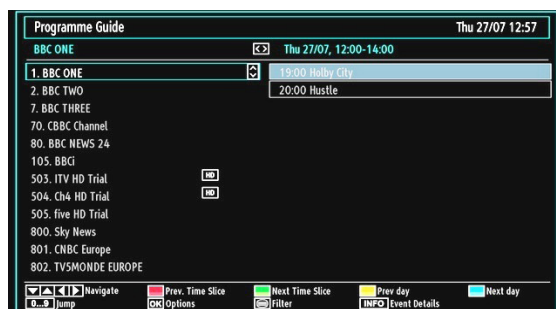 Programme Guide Thu 27/07 12:57
BBC ONE Thu 27/07, 12:00-14:00
1. BBC ONE 19:00 Holby City
2. BBC TWO 20:00 Hustle
7. BBC THREE
70. CBBC Channel
80. BBC NEWS 24
105. BBCi
503. ITV HD Trial HD
504. Ch4 HD Trial HD
505. five HD Trial
800. Sky News
801. CNBC Europe
802. TV5MONDE EUROPE
Navigate Prev. Time Slice Next Time Slice Prev day Next day
0...9 Jump OK Options Filter INFO Event Details